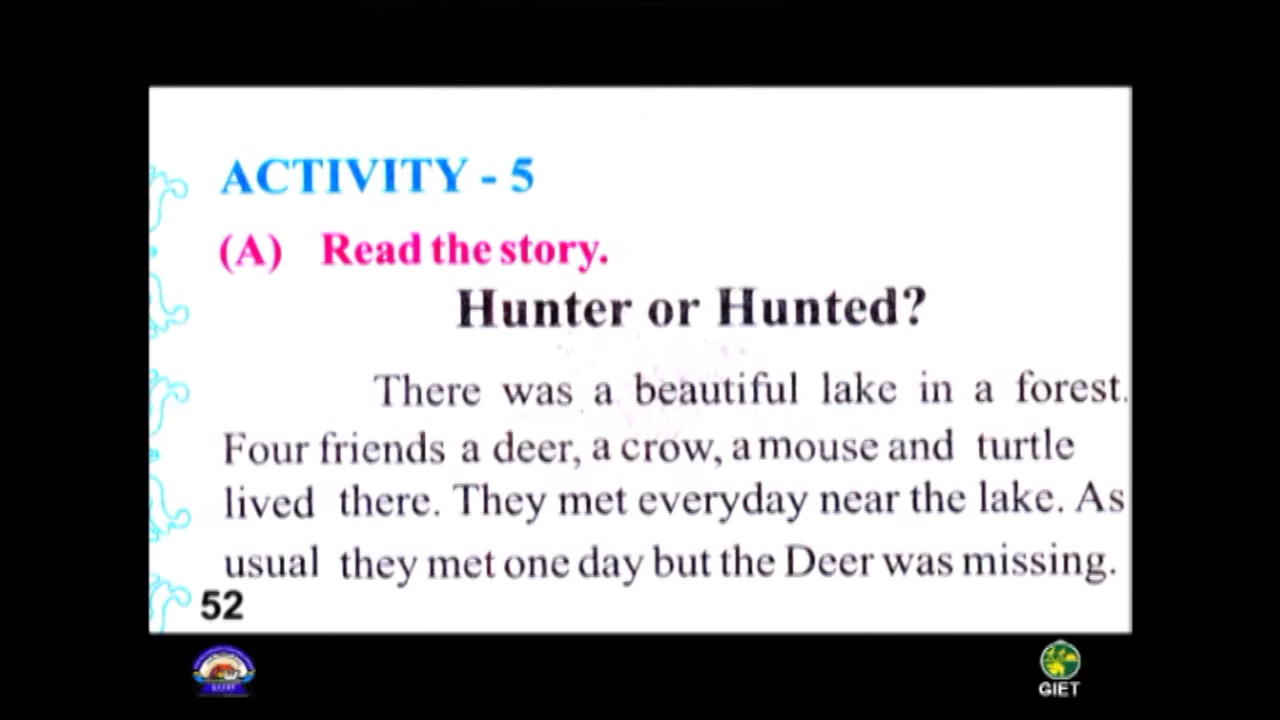 ACTIVITY - 5
(A) Read the story.
Hunter or Hunted?
There was a beautiful lake in a forest.
Four friends a deer, a crow, a mouse and turtle
lived there. They met everyday near the lake. As
usual they met one day but the Deer was missing.
52
GIET